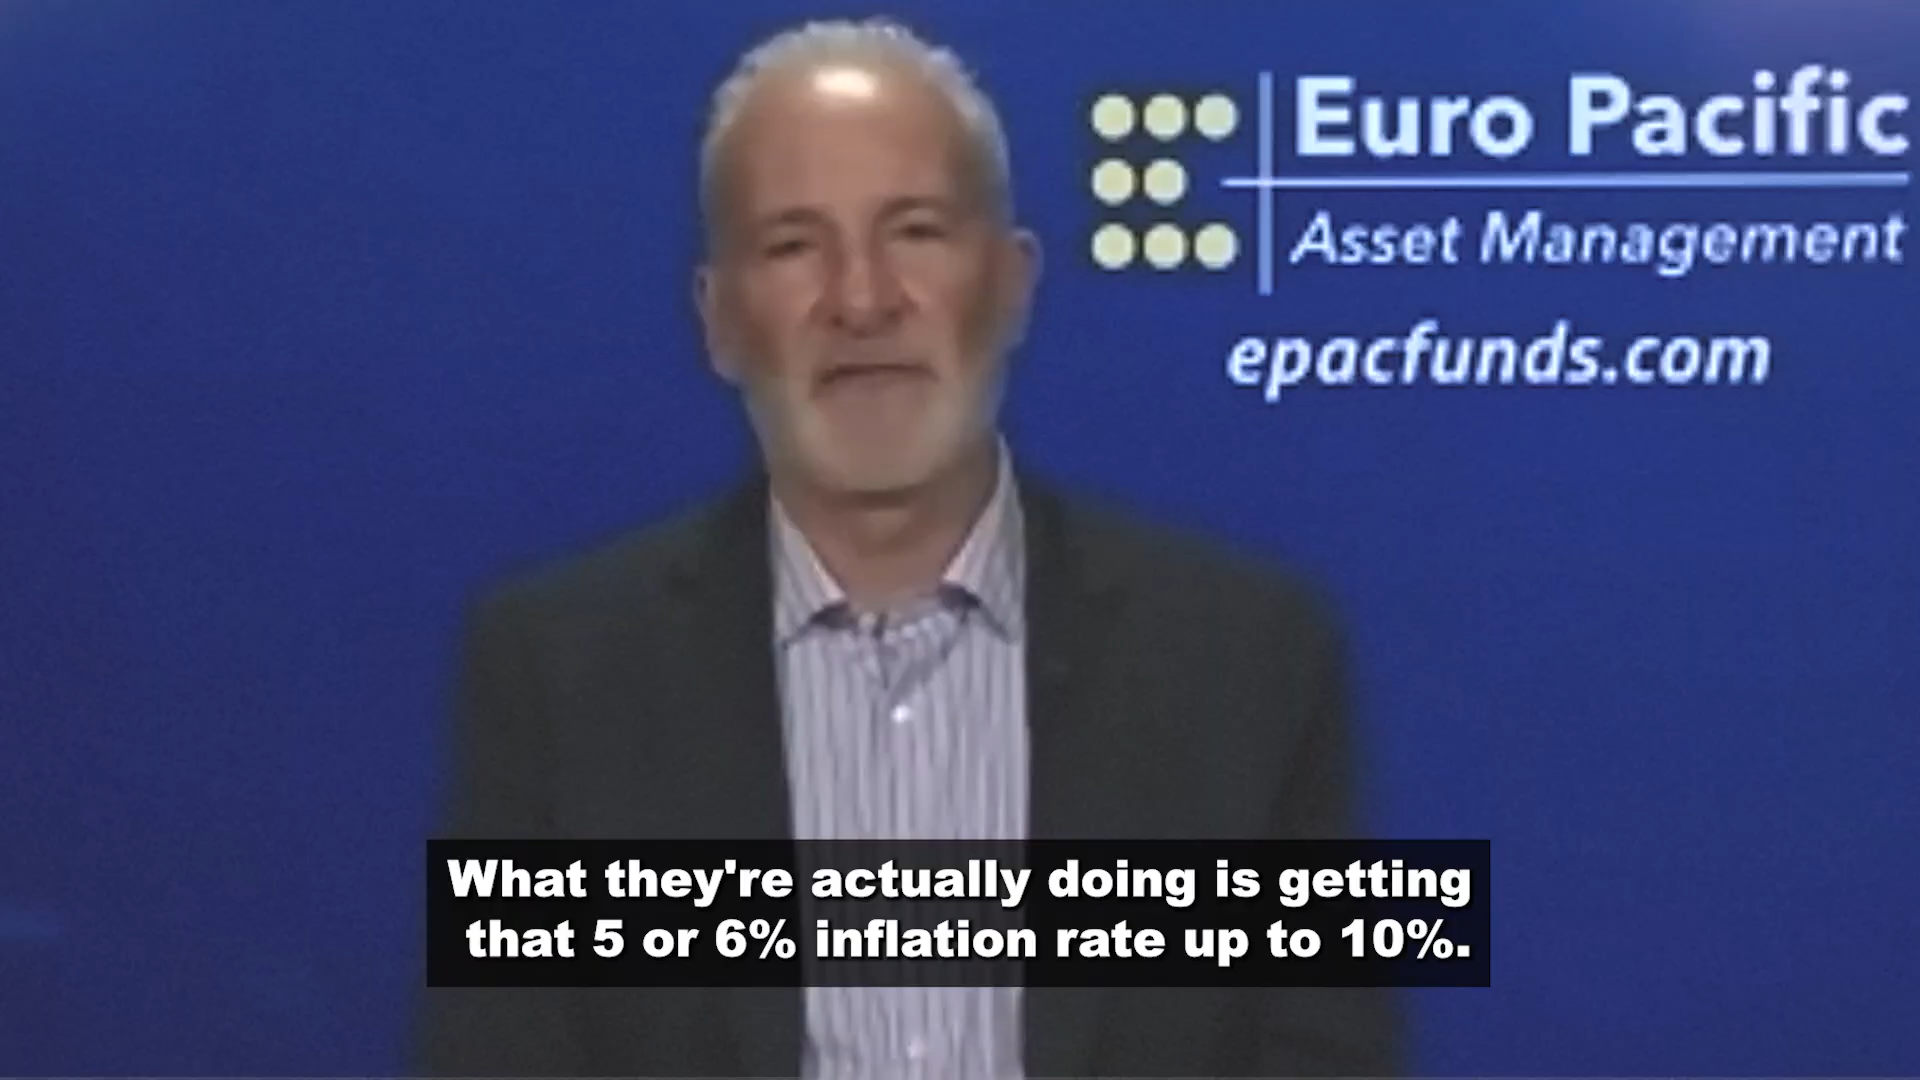 Euro Pacific
Asset Management
epacfunds.com
What they're actually doing is getting
that 5 or 6% inflation rate up to 10%.